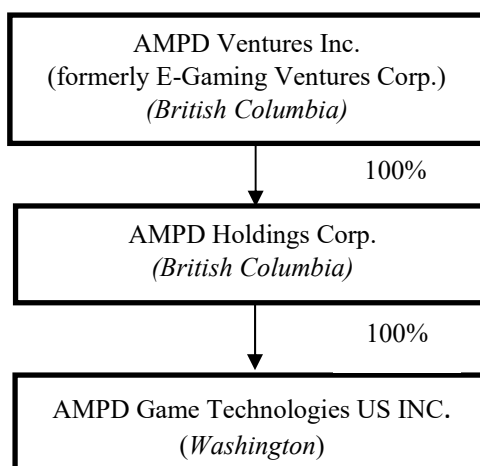 AMPD Ventures Inc.
(formerly E-Gaming Ventures Corp.)
(British Columbia)
100%
AMPD Holdings Corp.
(British Columbia)
100%
AMPD Game Technologies US INC.
(Washington)